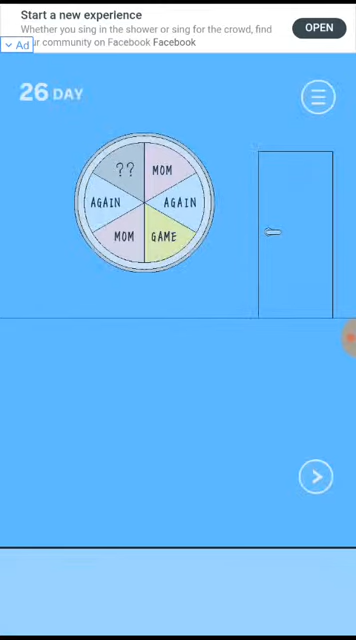 Start a new experience
Whether you sing in the shower or sing for the crowd, find
ur community on Facebook Facebook
OPEN
Ad
26 DAY
?? MOM
AGAIN AGAIN
MOM GAME